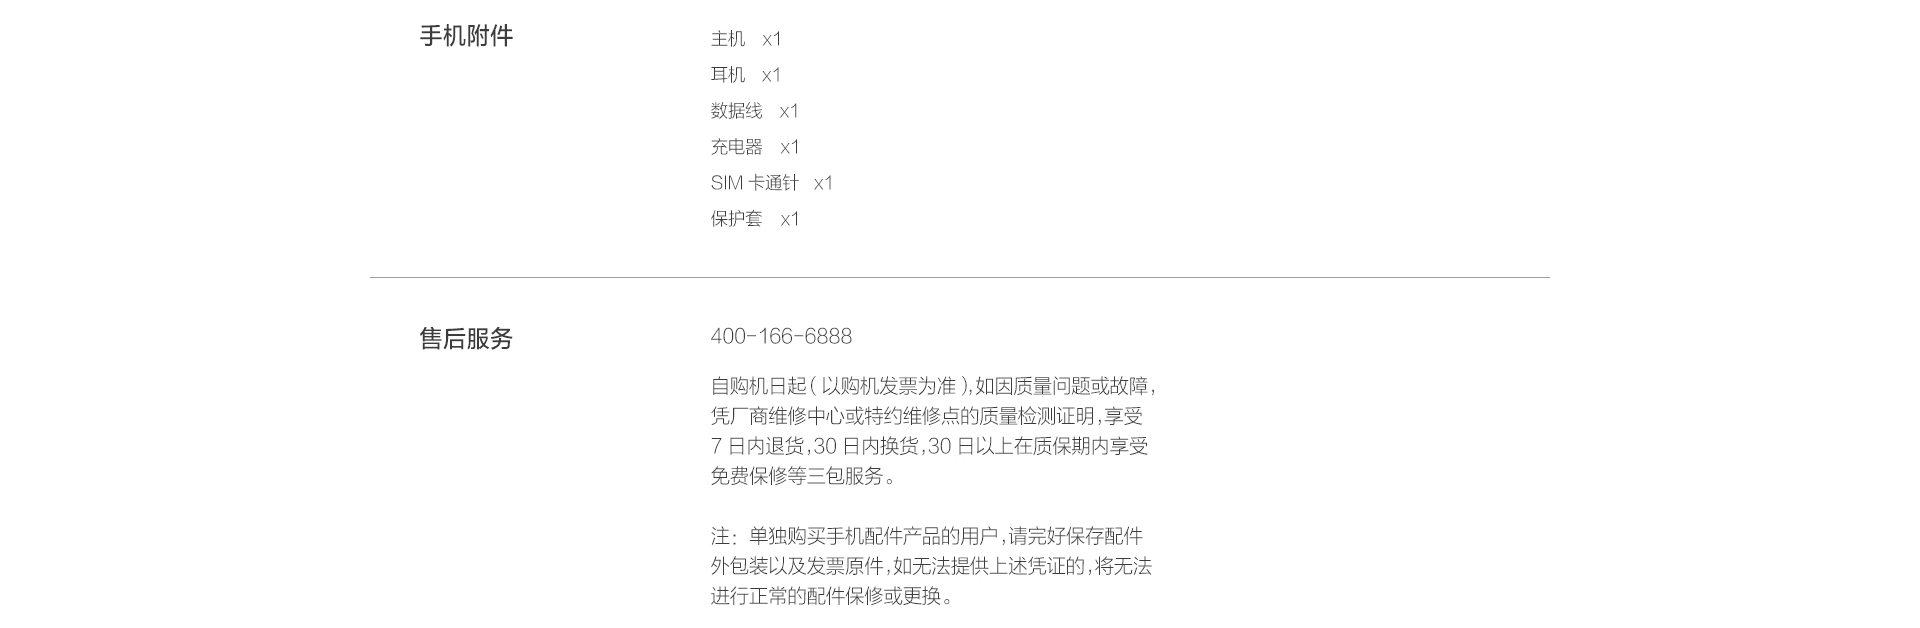 手机附件
主机 x1
耳机 x1
数据线 x1
充电器 x1
SIM 卡通针 x1
保护套 x1
售后服务
400-166-6888
自购机日起( 以购机发票为准 ),如因质量问题或故障,
凭厂商维修中心或特约维修点的质量检测证明,享受
7 日内退货,30 日内换货,30 日以上在质保期内享受
免费保修等三包服务。
注：单独购买手机配件产品的用户,请完好保存配件
外包装以及发票原件,如无法提供上述凭证的,将无法
进行正常的配件保修或更换。